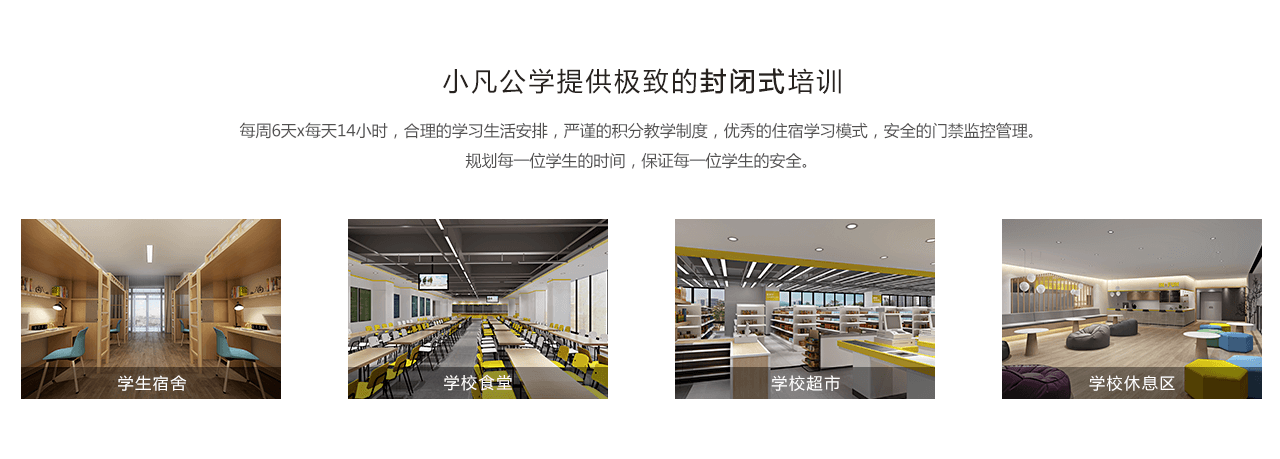 小凡公学提供极致的封闭式培训
每周6天x每天14小时，合理的学习生活安排，严谨的积分教学制度，优秀的住宿学习模式，安全的门禁监控管理。
规划每一位学生的时间，保证每一位学生的安全。
学生宿舍
学校食堂
学校超市
学校休息区